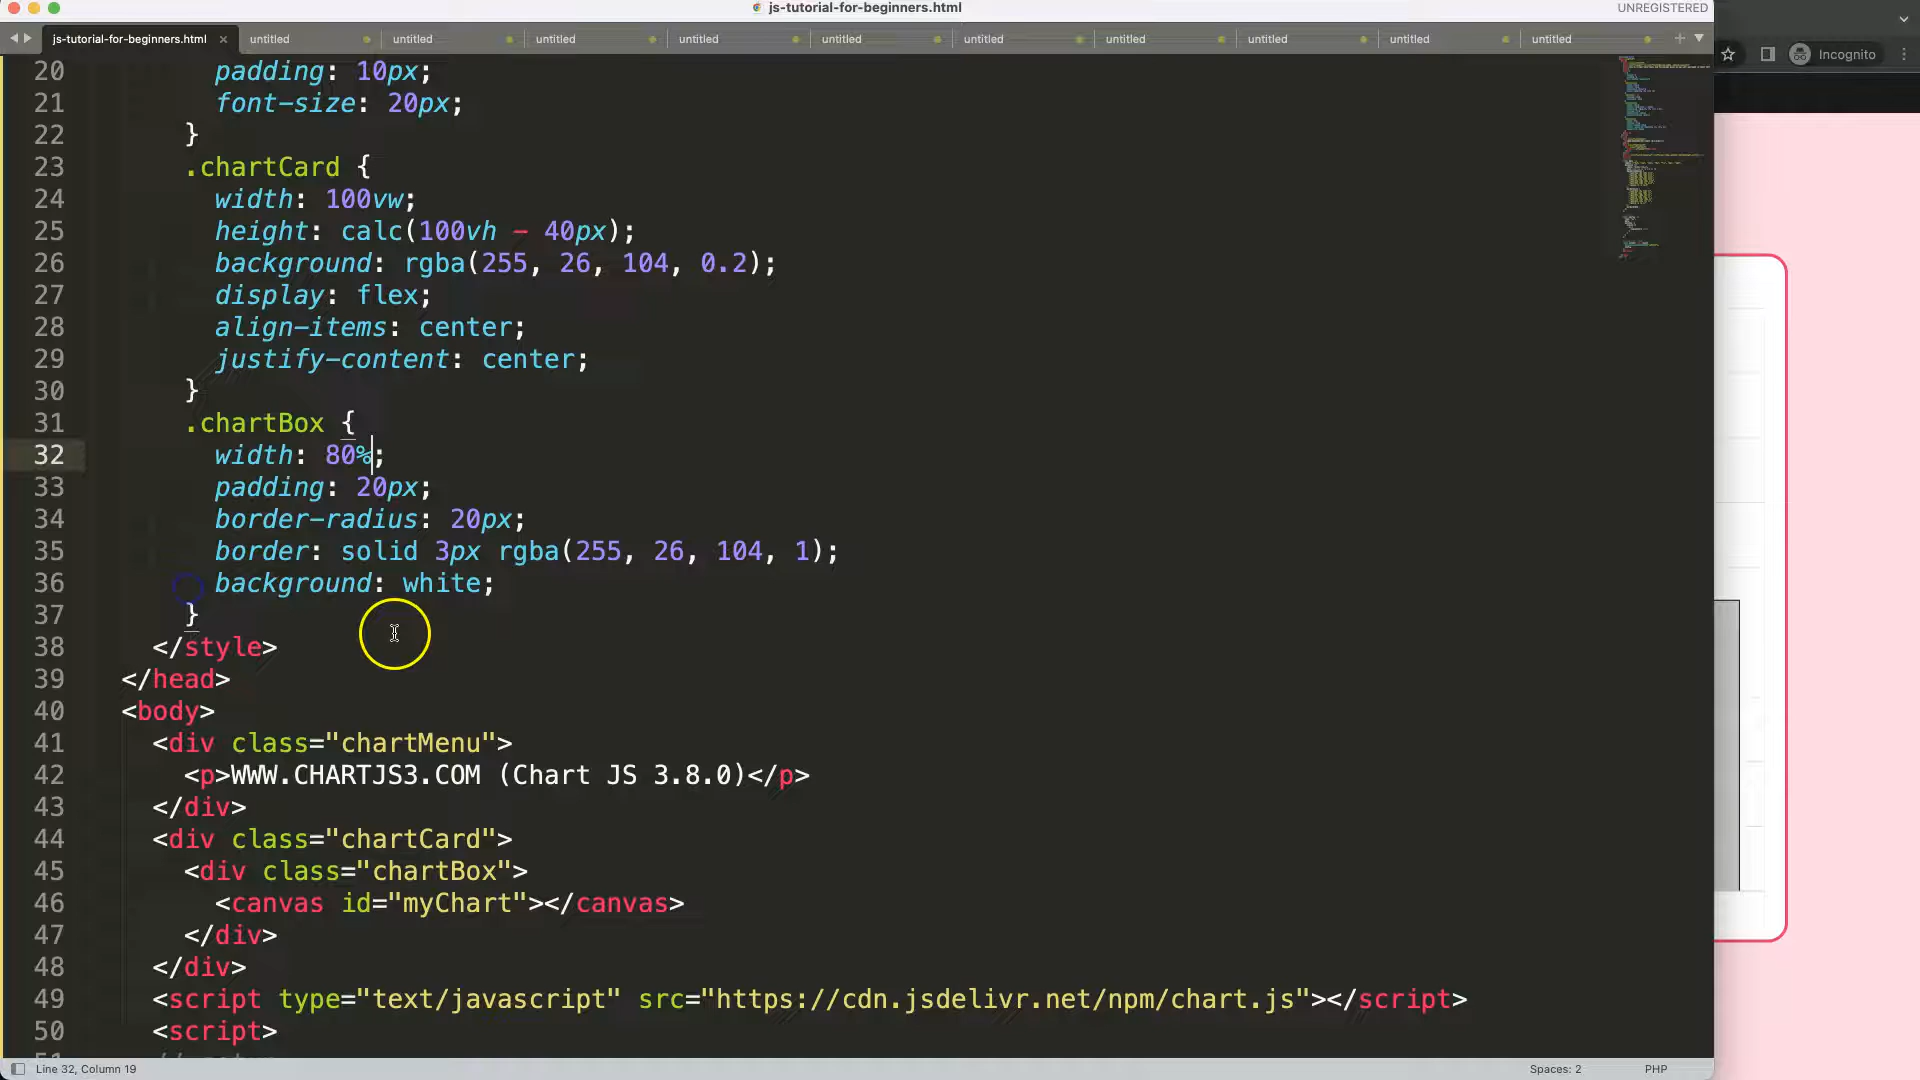 js-tutorial-for-beginners.html
UNREGISTERED
js-tutorial-for-beginners.html × untitled untitled untitled untitled untitled untitled untitled untitled untitled untitled
Incognito
20 padding: 10px;
21 font-size: 20px;
22 }
23 .chartCard {
24 width: 100vw;
25 height: calc(100vh - 40px);
26 background: rgba(255, 26, 104, 0.2);
27 display: flex;
28 align-items: center;
29 justify-content: center;
30 }
31 .chartBox {
32 width: 80%;
33 padding: 20px;
34 border-radius: 20px;
35 border: solid 3px rgba(255, 26, 104, 1);
36 background: white;
37 }
38 </style>
39 </head>
40 <body>
41 <div class="chartMenu">
42 <p>WWW.CHARTJS3.COM (Chart JS 3.8.0)</p>
43 </div>
44 <div class="chartCard">
45 <div class="chartBox">
46 <canvas id="myChart"></canvas>
47 </div>
48 </div>
49 <script type="text/javascript" src="https://cdn.jsdelivr.net/npm/chart.js"></script>
50 <script>
Line 32, Column 19
Spaces: 2
PHP